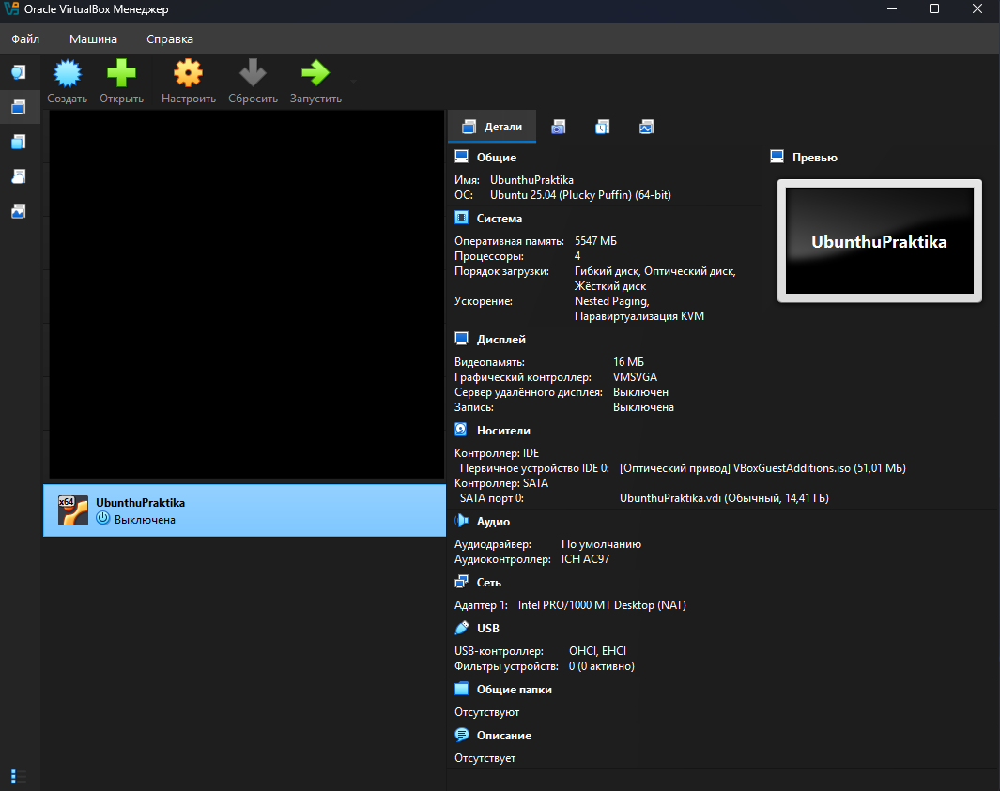 Oracle VirtualBox Менеджер
Файл Машина Справка
Создать Открыть Настроить Сбросить Запустить
x64
UbunthuPraktika
Выключена
Детали
Общие
Имя: UbunthuPraktika
ОС: Ubuntu 25.04 (Plucky Puffin) (64-bit)
Превью
UbunthuPraktika
Система
Оперативная память: 5547 МБ
Процессоры: 4
Порядок загрузки: Гибкий диск, Оптический диск,
Жёсткий диск
Ускорение: Nested Paging,
Паравиртуализация KVM
Дисплей
Видеопамять: 16 МБ
Графический контроллер: VMSVGA
Сервер удалённого дисплея: Выключен
Запись: Выключена
Носители
Контроллер: IDE
Первичное устройство IDE 0: [Оптический привод] VBoxGuestAdditions.iso (51,01 МБ)
Контроллер: SATA
SATA порт 0: UbunthuPraktika.vdi (Обычный, 14,41 ГБ)
Аудио
Аудиодрайвер: По умолчанию
Аудиоконтроллер: ICH AC97
Сеть
Адаптер 1: Intel PRO/1000 MT Desktop (NAT)
USB
USB-контроллер: OHCI, EHCI
Фильтры устройств: 0 (0 активно)
Общие папки
Отсутствуют
Описание
Отсутствует